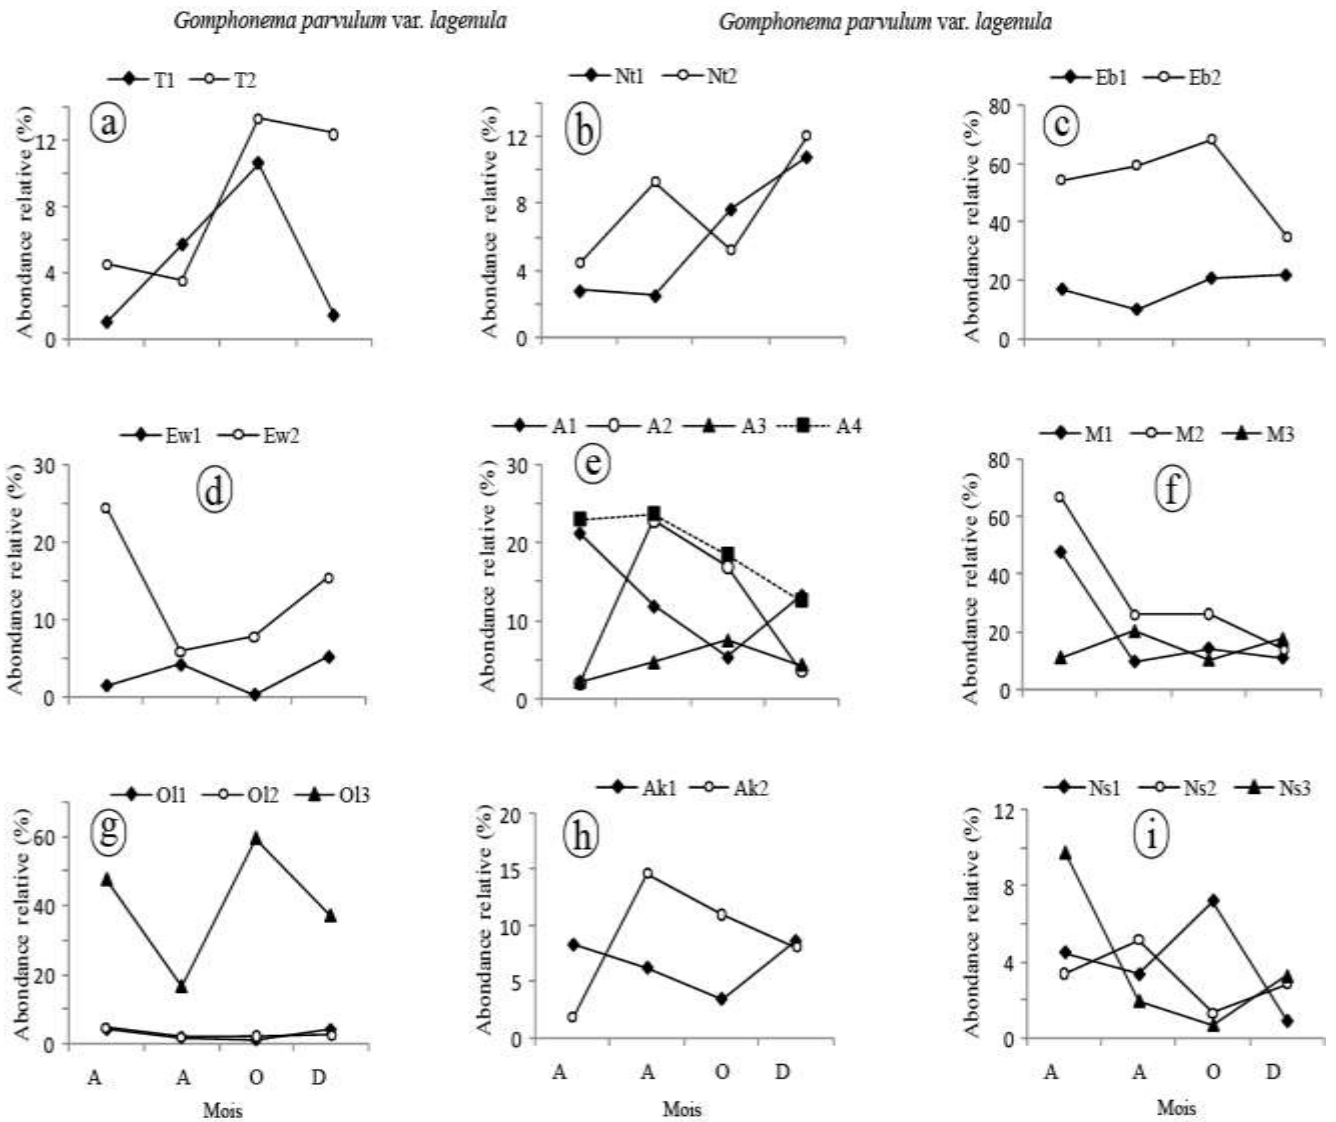 Gomphonema parvulum var. lagenula
Gomphonema parvulum var. lagenula
T1 T2
Abondance relative (%)
a
12
8
4
0
Nt1 Nt2
Abondance relative (%)
b
12
8
4
0
Eb1 Eb2
Abondance relative (%)
c
80
60
40
20
0
Ew1 Ew2
Abondance relative (%)
d
30
20
10
0
A1 A2 A3 A4
Abondance relative (%)
e
30
20
10
0
M1 M2 M3
Abondance relative (%)
f
80
60
40
20
0
Ol1 Ol2 Ol3
Abondance relative (%)
g
60
40
20
0
A A O D
Mois
Ak1 Ak2
Abondance relative (%)
h
20
15
10
5
0
A A O D
Mois
Ns1 Ns2 Ns3
Abondance relative (%)
i
12
8
4
0
A A O D
Mois